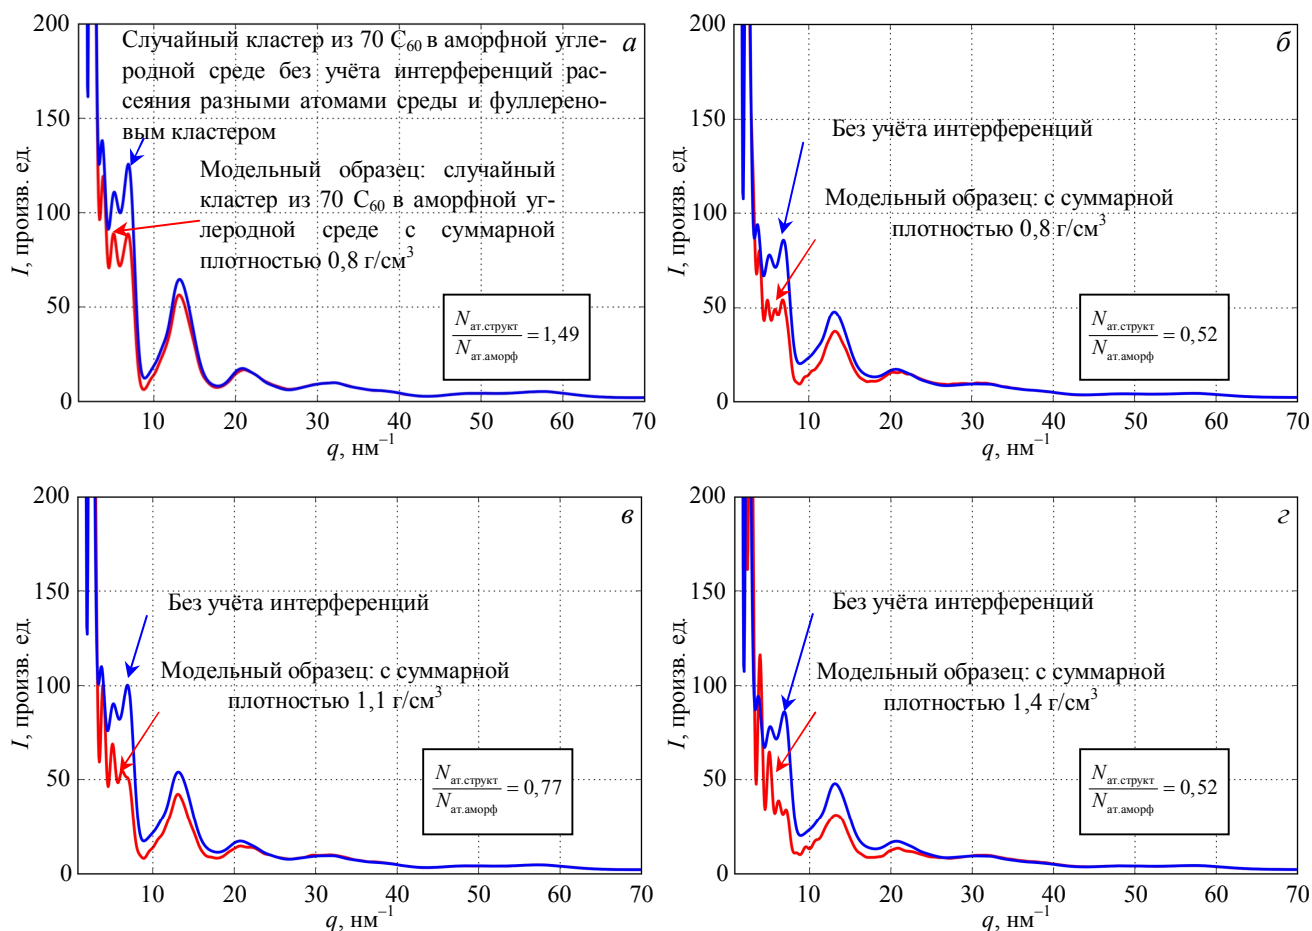 200
150
100
50
0
I, произв. ед.
а
Случайный кластер из 70 C₆₀ в аморфной угле-
родной среде без учёта интерференций рас-
сеяния разными атомами среды и фуллерено-
вым кластером
Модельный образец: случайный
кластер из 70 C₆₀ в аморфной уг-
леродной среде с суммарной
плотностью 0,8 г/см³
Nат.структ / Nат.аморф = 1,49
10 20 30 40 50 60 70
q, нм⁻¹
200
150
100
50
0
I, произв. ед.
б
Без учёта интерференций
Модельный образец: с суммарной
плотностью 0,8 г/см³
Nат.структ / Nат.аморф = 0,52
10 20 30 40 50 60 70
q, нм⁻¹
200
150
100
50
0
I, произв. ед.
в
Без учёта интерференций
Модельный образец: с суммарной
плотностью 1,1 г/см³
Nат.структ / Nат.аморф = 0,77
10 20 30 40 50 60 70
q, нм⁻¹
200
150
100
50
0
I, произв. ед.
г
Без учёта интерференций
Модельный образец: с суммарной
плотностью 1,4 г/см³
Nат.структ / Nат.аморф = 0,52
10 20 30 40 50 60 70
q, нм⁻¹